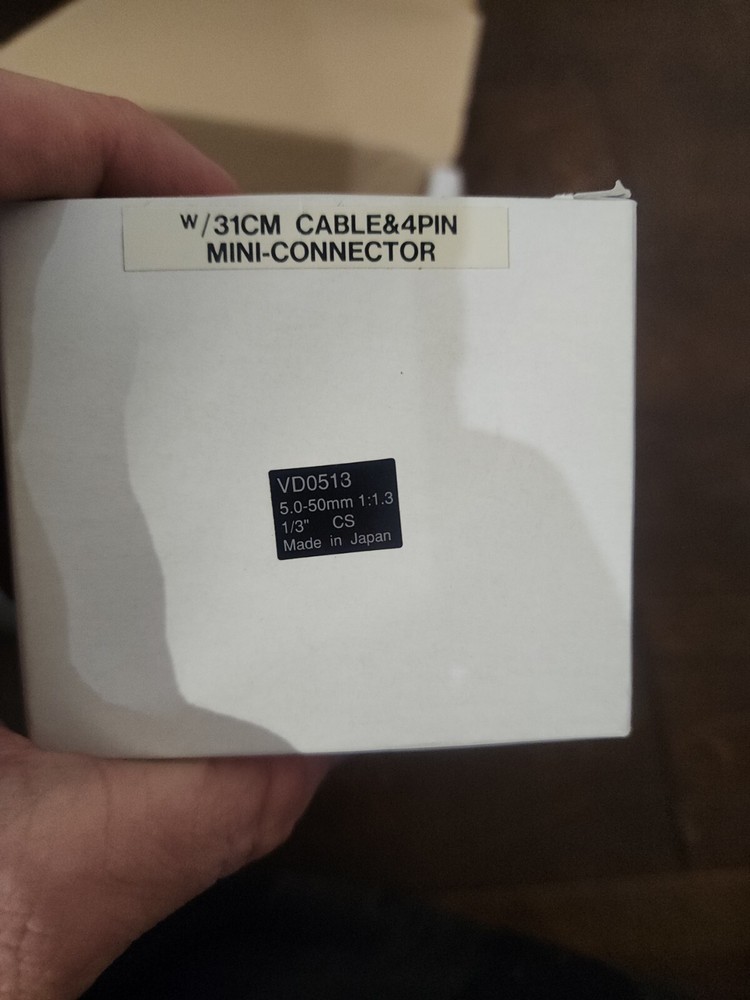 w/31CM CABLE&4PIN
MINI-CONNECTOR
VD0513
5.0-50mm 1:1.3
1/3" CS
Made in Japan